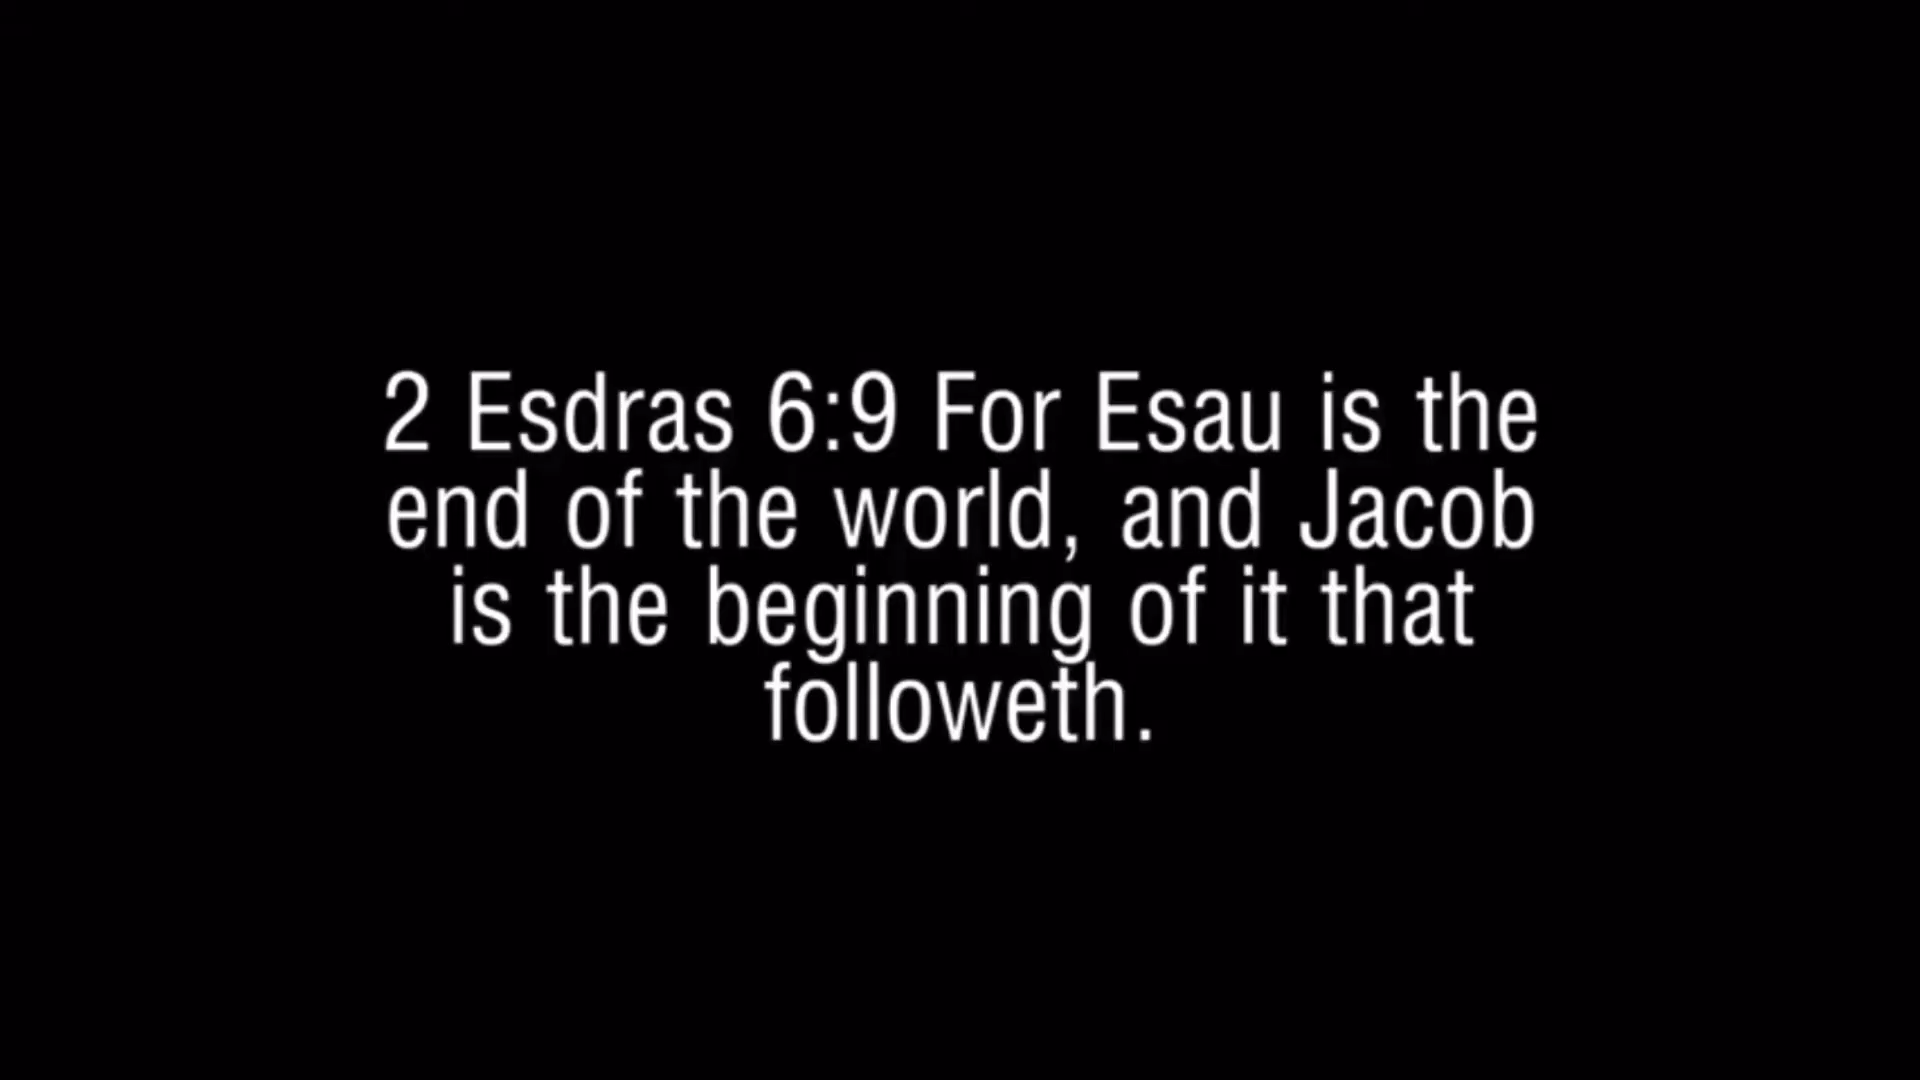 2 Esdras 6:9 For Esau is the
end of the world, and Jacob
is the beginning of it that
followeth.